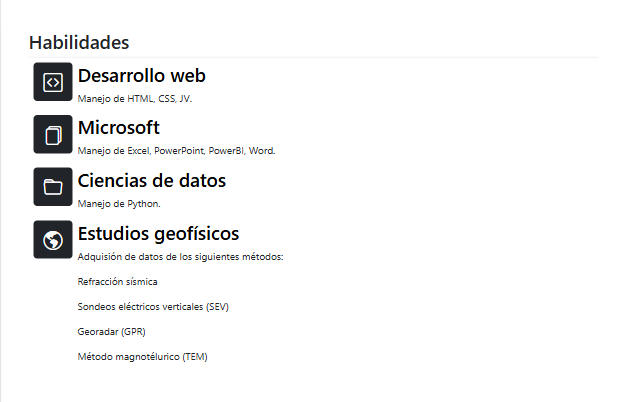 Habilidades
Desarrollo web
Manejo de HTML, CSS, JV.
Microsoft
Manejo de Excel, PowerPoint, PowerBI, Word.
Ciencias de datos
Manejo de Python.
Estudios geofísicos
Adquisión de datos de los siguientes métodos:
Refracción sísmica
Sondeos eléctricos verticales (SEV)
Georadar (GPR)
Método magnotélurico (TEM)